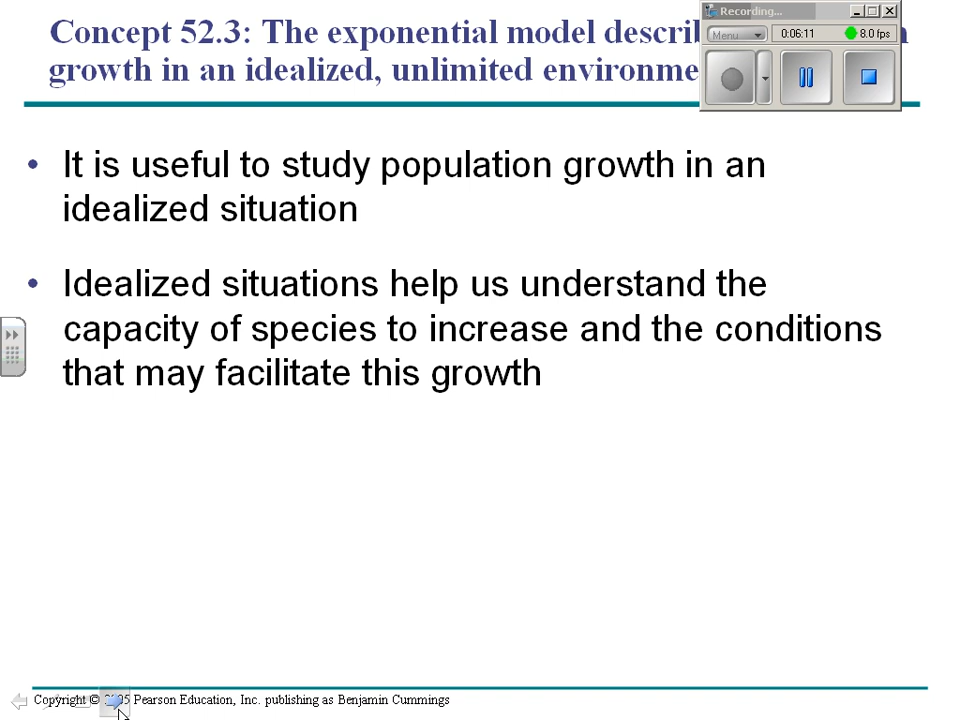 Concept 52.3: The exponential model
growth in an idealized, unlimited
Recording...
Menu
0:06:11
8.0 fps
• It is useful to study population growth in an
idealized situation
• Idealized situations help us understand the
capacity of species to increase and the conditions
that may facilitate this growth
Copyright © 2005 Pearson Education, Inc. publishing as Benjamin Cummings